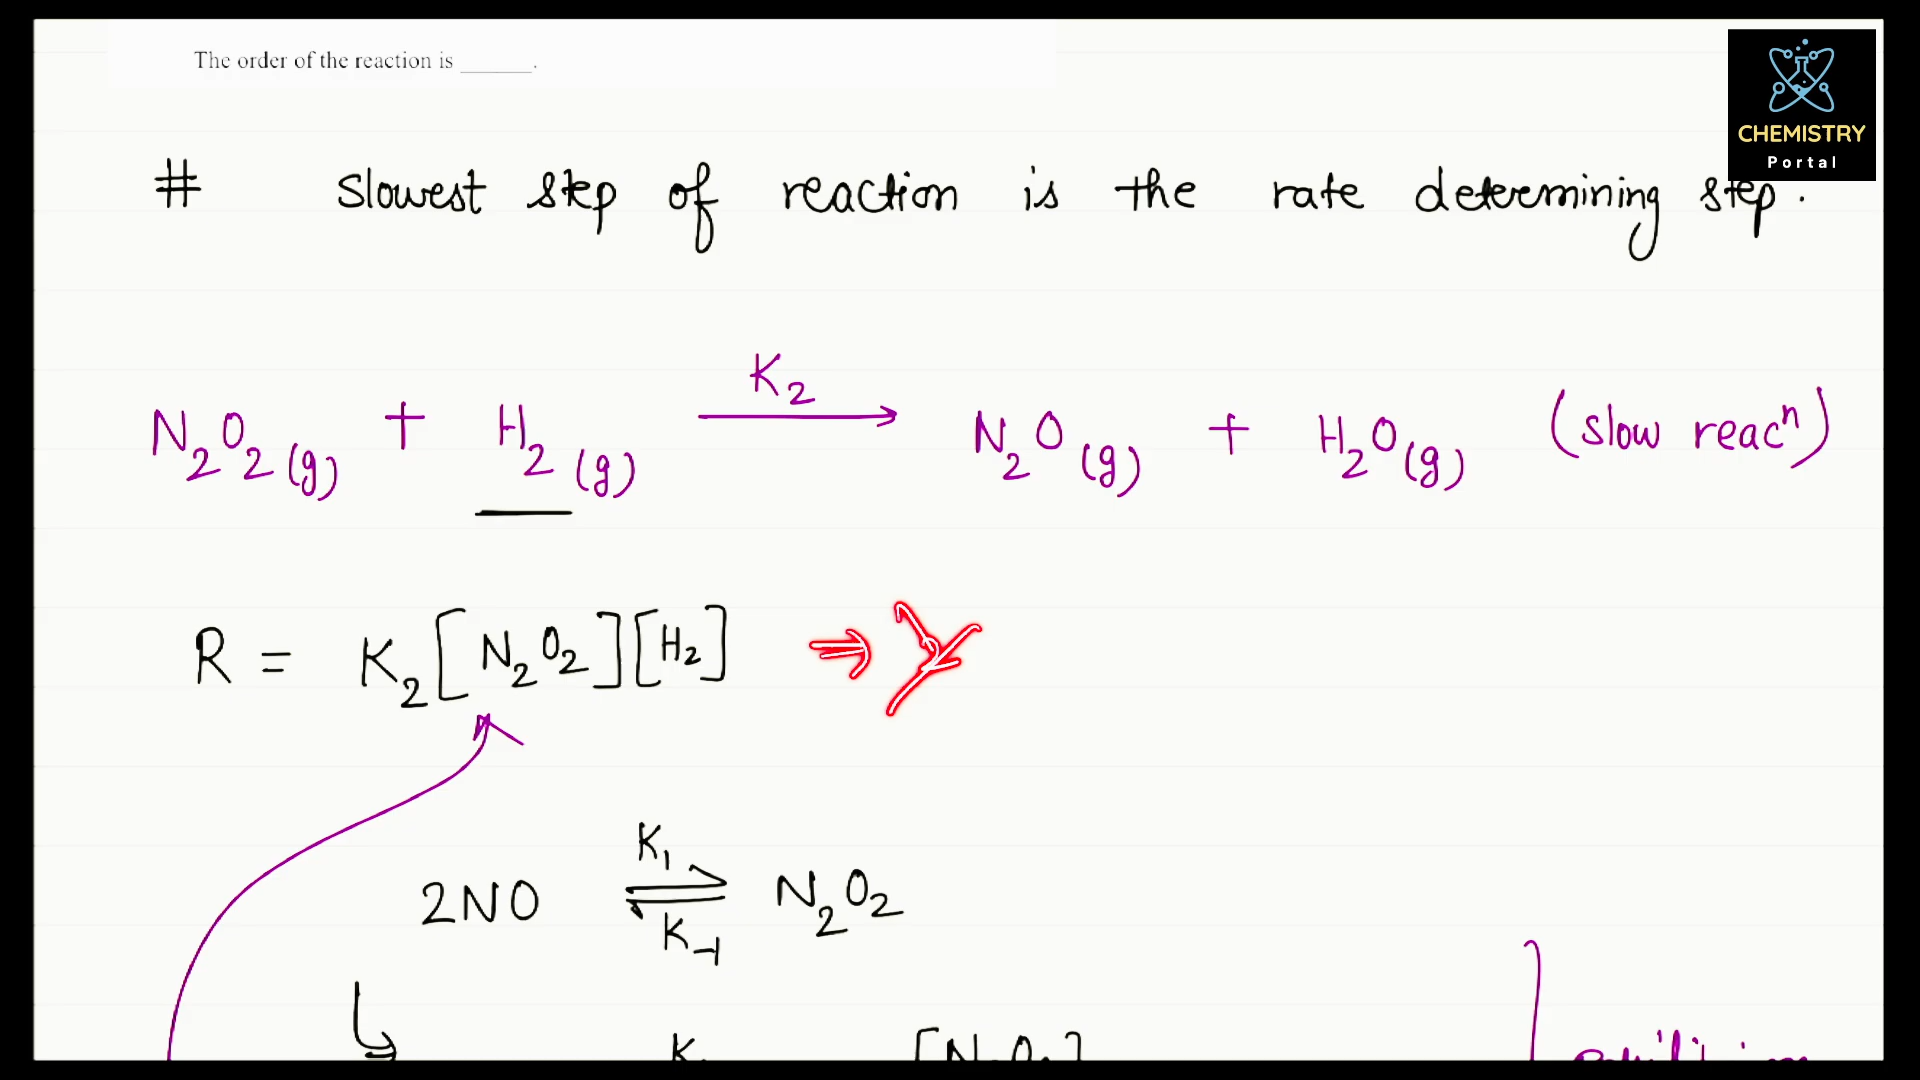 The order of the reaction is ______.
CHEMISTRY
Portal
# Slowest step of reaction is the rate determining step.
K₂
N₂O₂(g) + H₂(g) ⟶ N₂O(g) + H₂O(g) (slow reacⁿ)
R = K₂[N₂O₂][H₂] ⇒
K₁
2NO ⇌ N₂O₂
K₋₁